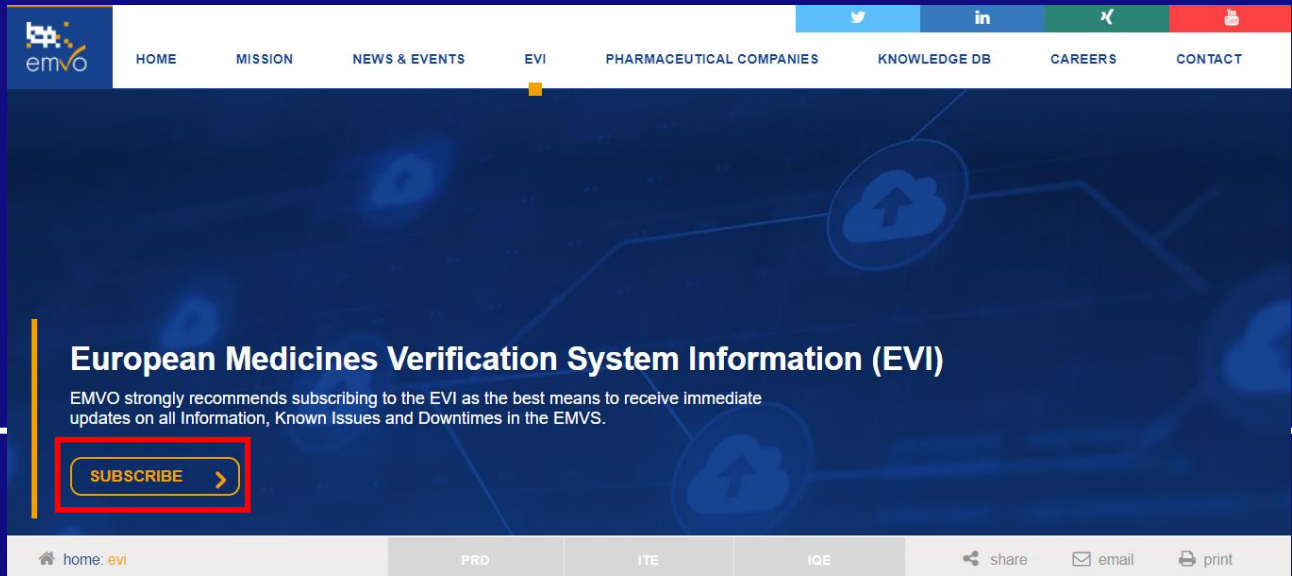 emvo
in
You
HOME MISSION NEWS & EVENTS EVI PHARMACEUTICAL COMPANIES KNOWLEDGE DB CAREERS CONTACT
European Medicines Verification System Information (EVI)
EMVO strongly recommends subscribing to the EVI as the best means to receive immediate
updates on all Information, Known Issues and Downtimes in the EMVS.
SUBSCRIBE
home: evi PRD ITE IQE share email print